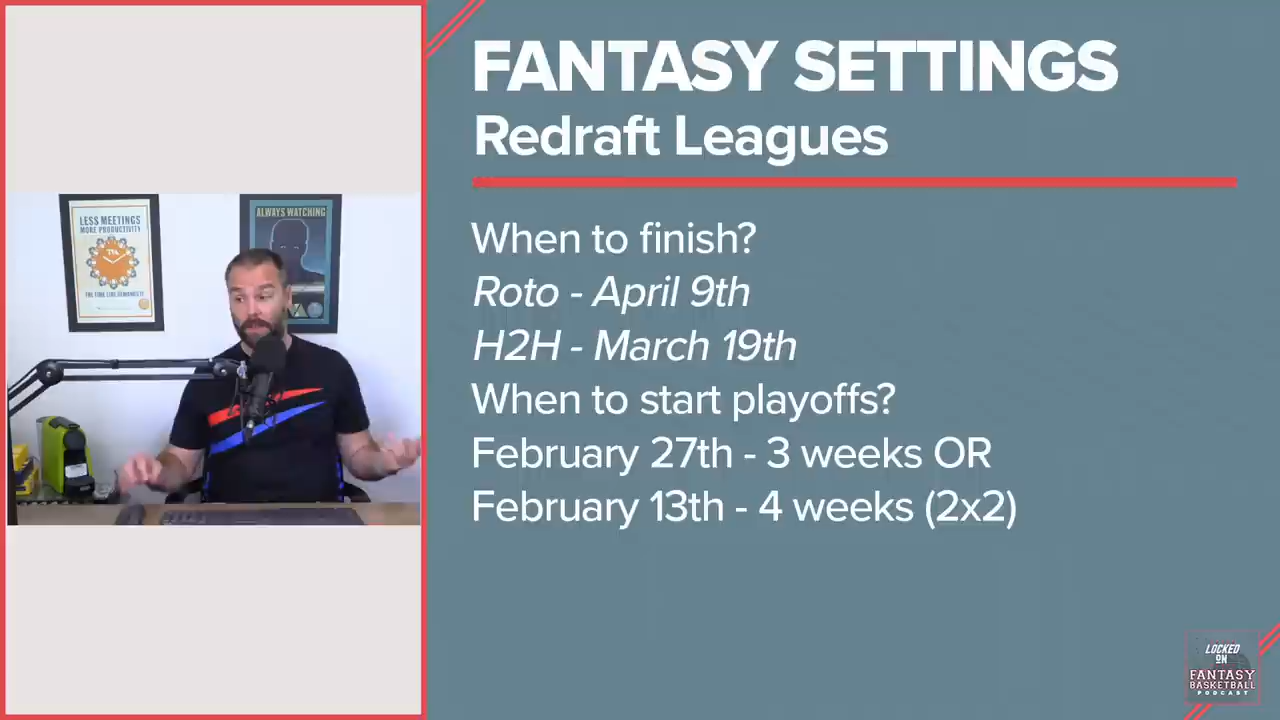 FANTASY SETTINGS
Redraft Leagues
When to finish?
Roto - April 9th
H2H - March 19th
When to start playoffs?
February 27th - 3 weeks OR
February 13th - 4 weeks (2x2)
LESS MEETINGS
MORE PRODUCTIVITY
ALWAYS WATCHING
LOCKED
ON
FANTASY
BASKETBALL
PODCAST